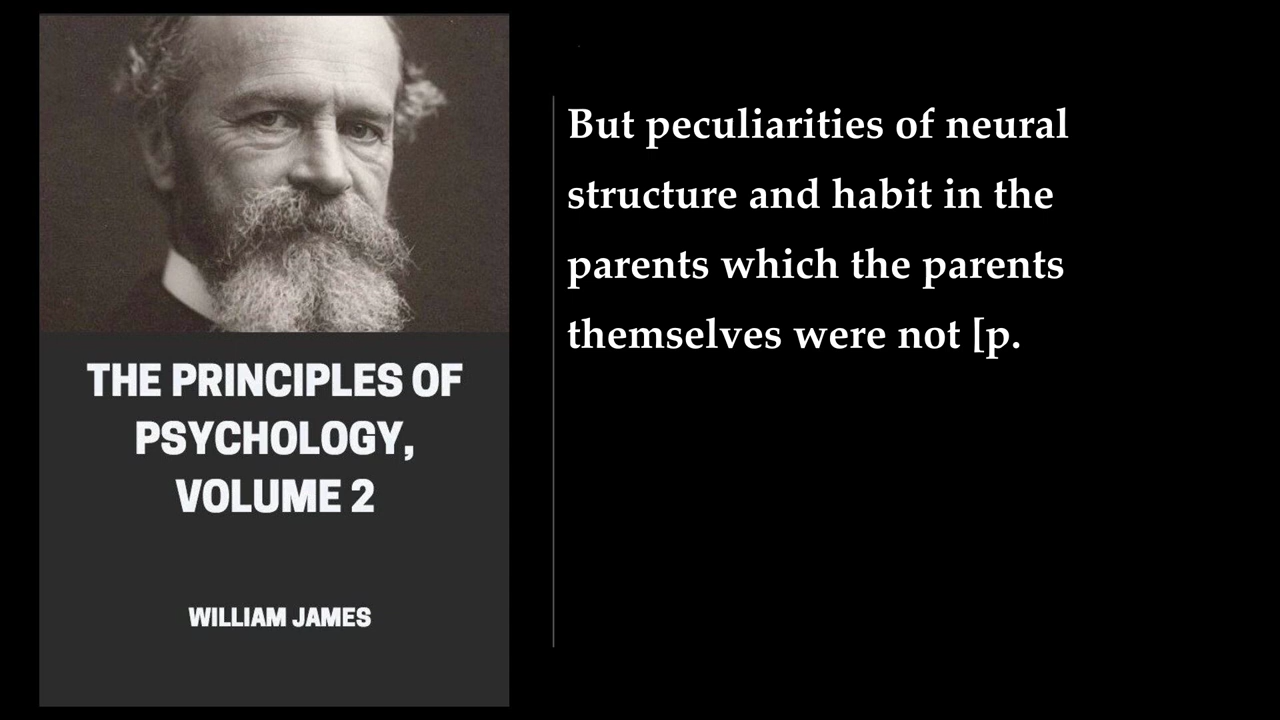 THE PRINCIPLES OF
PSYCHOLOGY,
VOLUME 2
WILLIAM JAMES
But peculiarities of neural
structure and habit in the
parents which the parents
themselves were not [p.